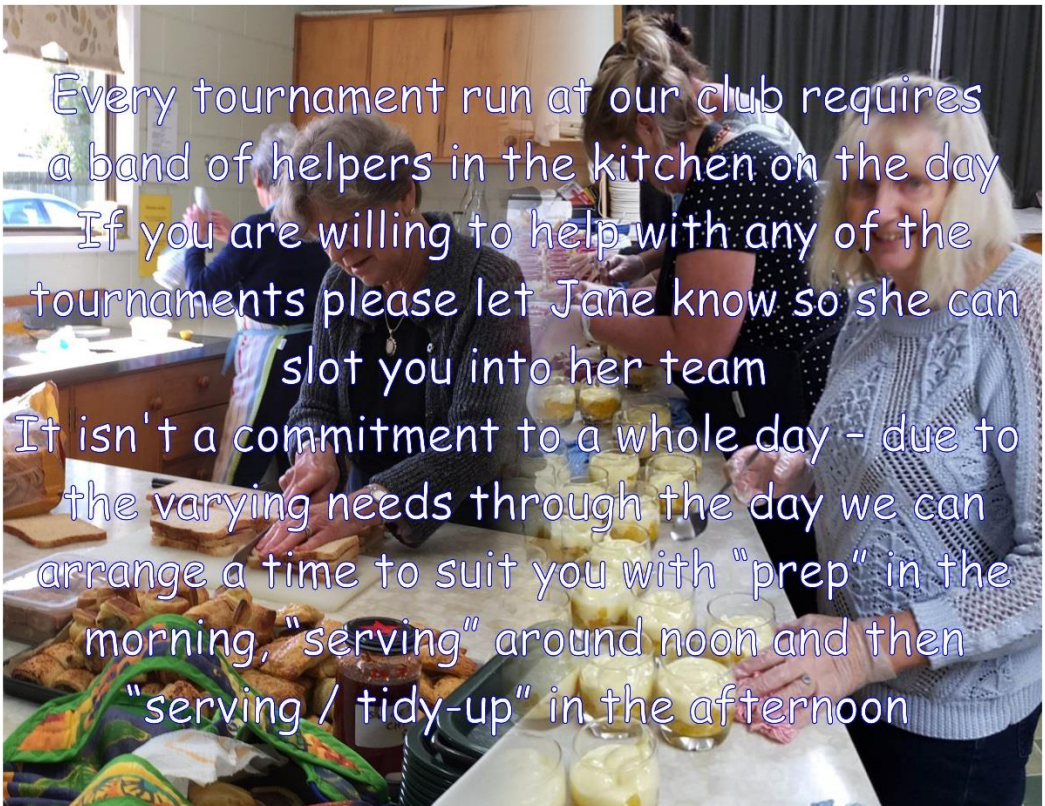 Every tournament run at our club requires
a band of helpers in the kitchen on the day
If you are willing to help with any of the
tournaments please let Jane know so she can
slot you into her team
It isn't a commitment to a whole day – due to
the varying needs through the day we can
arrange a time to suit you with “prep” in the
morning, “serving” around noon and then
“serving / tidy-up” in the afternoon